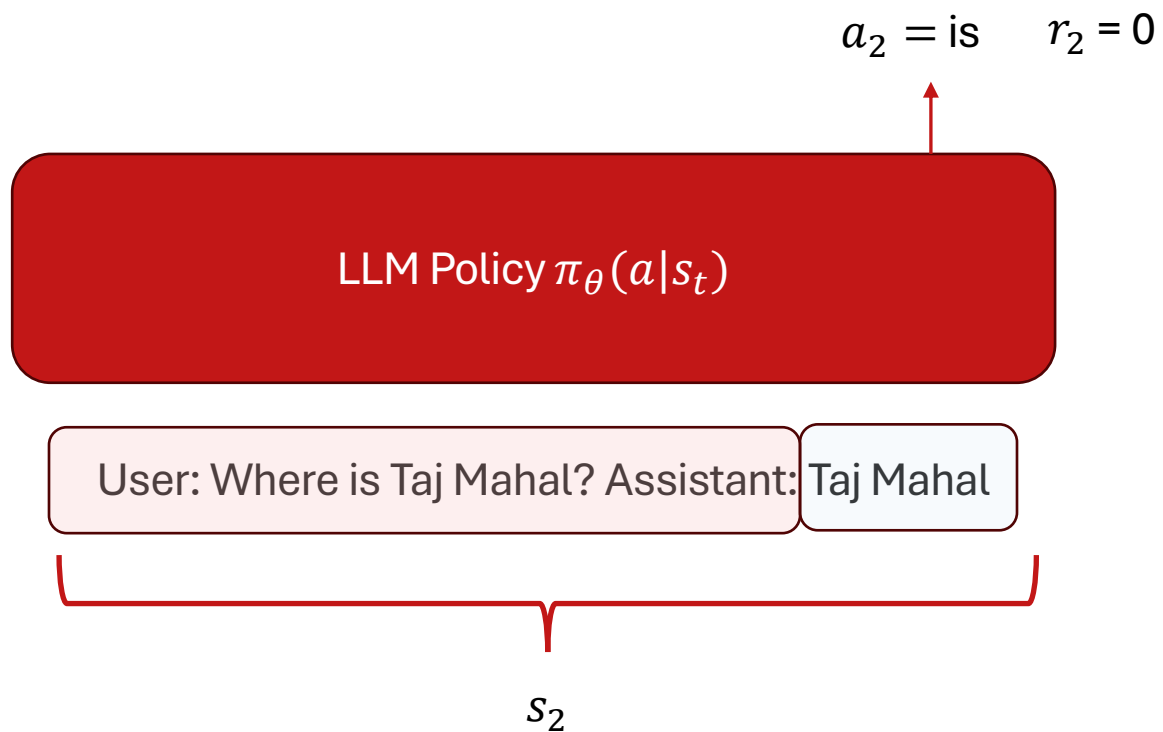 a₂ = is r₂ = 0
LLM Policy π_θ(a|s_t)
User: Where is Taj Mahal? Assistant: Taj Mahal
s₂